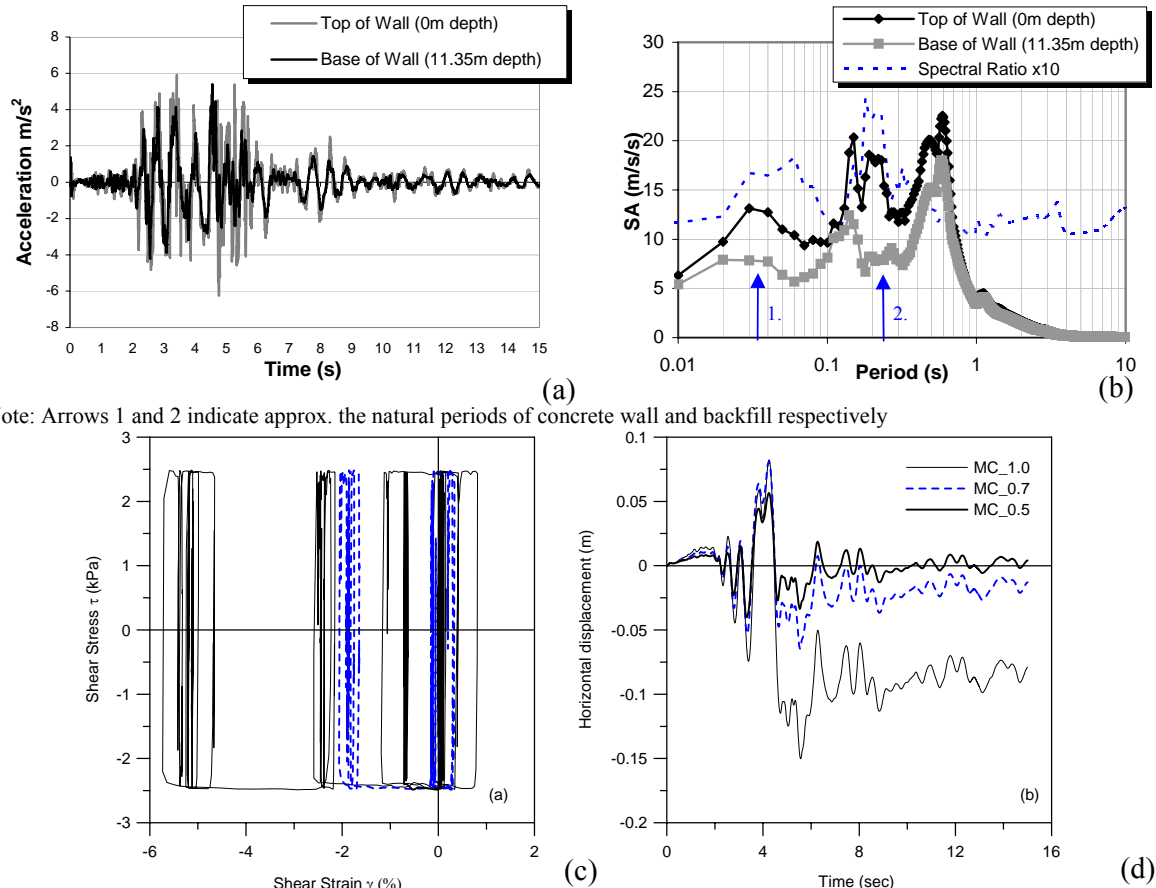 Top of Wall (0m depth)
Base of Wall (11.35m depth)
Acceleration m/s²
8
6
4
2
0
-2
-4
-6
-8
0 1 2 3 4 5 6 7 8 9 10 11 12 13 14 15
Time (s)
(a)
Top of Wall (0m depth)
Base of Wall (11.35m depth)
Spectral Ratio x10
SA (m/s/s)
30
25
20
15
10
5
0
1.
2.
0.01 0.1 1 10
Period (s)
(b)
ote: Arrows 1 and 2 indicate approx. the natural periods of concrete wall and backfill respectively
Shear Stress τ (kPa)
3
2
1
0
-1
-2
-3
(a)
-6 -4 -2 0 2
Shear Strain γ (%)
(c)
Horizontal displacement (m)
0.1
0.05
0
-0.05
-0.1
-0.15
-0.2
MC_1.0
MC_0.7
MC_0.5
(b)
0 4 8 12 16
Time (sec)
(d)